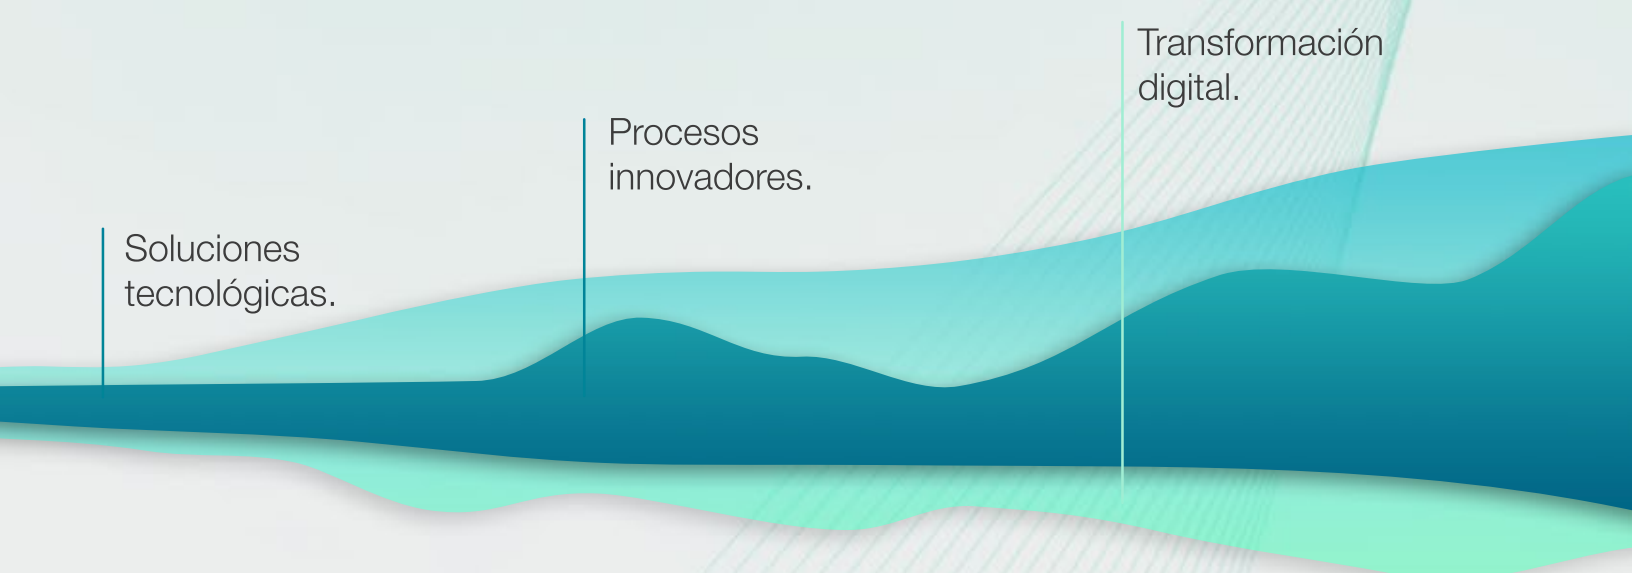 Soluciones
tecnológicas.
Procesos
innovadores.
Transformación
digital.